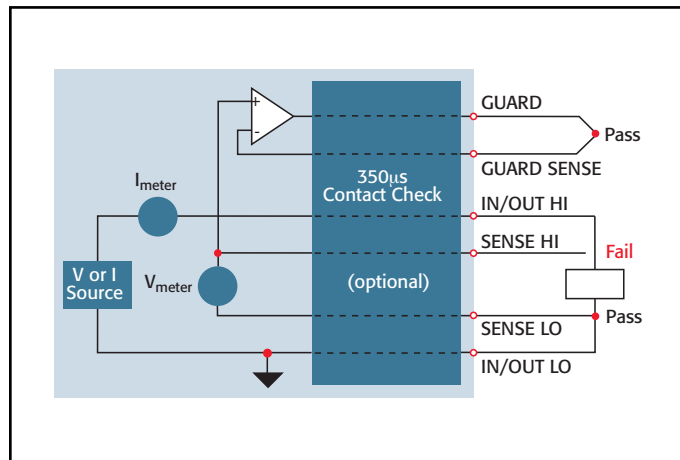 +
-
GUARD
Pass
GUARD SENSE
350µs
Contact Check
Imeter
IN/OUT HI
SENSE HI
Fail
V or I
Source
Vmeter
(optional)
SENSE LO
Pass
IN/OUT LO